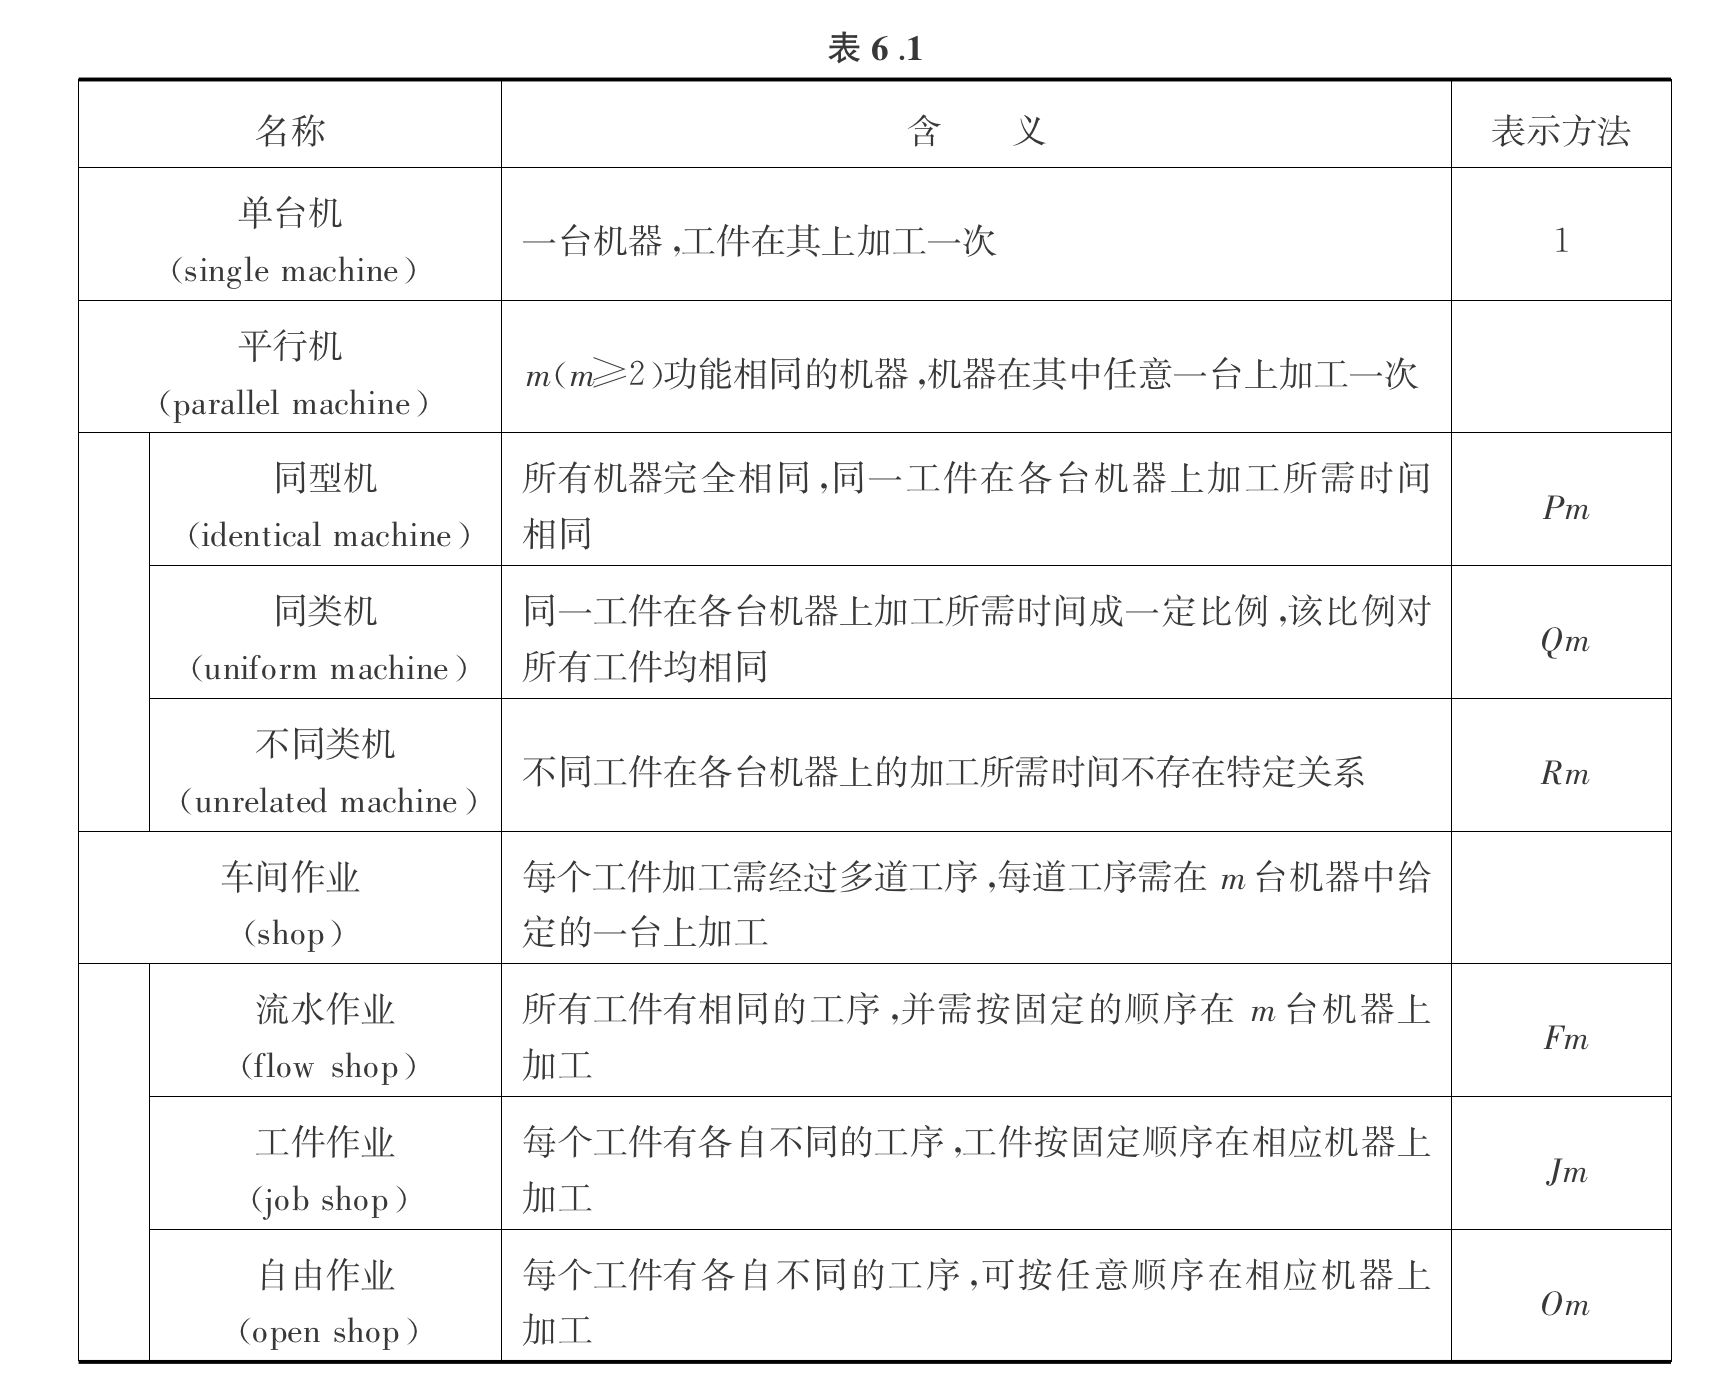 表 6 .1
名称
含 义
表示方法
单台机
(single machine)
一台机器,工件在其上加工一次
1
平行机
(parallel machine)
m(m≥2)功能相同的机器,机器在其中任意一台上加工一次
同型机
(identical machine)
所有机器完全相同,同一工件在各台机器上加工所需时间
相同
Pm
同类机
(uniform machine)
同一工件在各台机器上加工所需时间成一定比例,该比例对
所有工件均相同
Qm
不同类机
(unrelated machine)
不同工件在各台机器上的加工所需时间不存在特定关系
Rm
车间作业
(shop)
每个工件加工需经过多道工序,每道工序需在 m 台机器中给
定的一台上加工
流水作业
(flow shop)
所有工件有相同的工序,并需按固定的顺序在 m 台机器上
加工
Fm
工件作业
(job shop)
每个工件有各自不同的工序,工件按固定顺序在相应机器上
加工
Jm
自由作业
(open shop)
每个工件有各自不同的工序,可按任意顺序在相应机器上
加工
Om